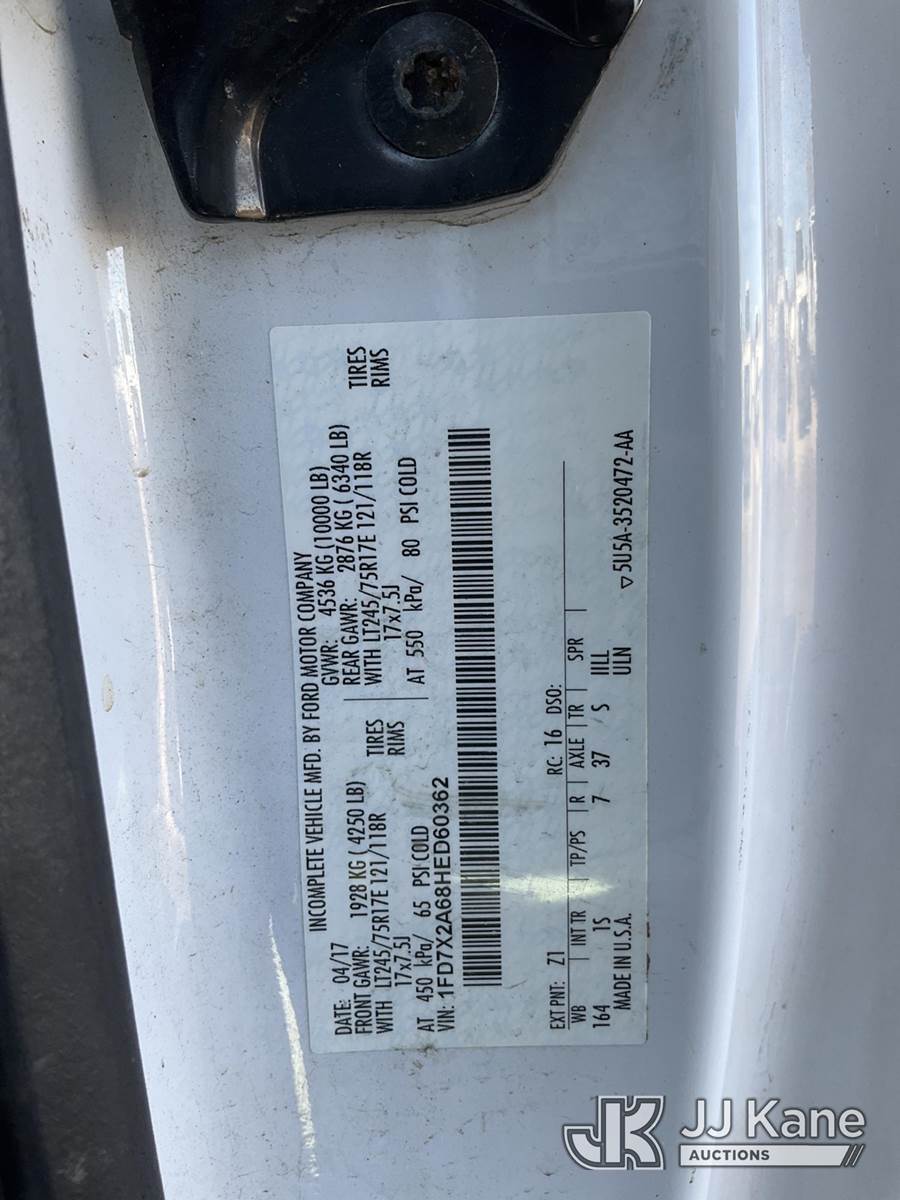 INCOMPLETE VEHICLE MFD. BY FORD MOTOR COMPANY
DATE: 04/17 GVWR: 4536 KG (10000 LB)
FRONT GAWR: 1928 KG ( 4250 LB) REAR GAWR: 2876 KG ( 6340 LB)
WITH LT245/75R17E 121/118R TIRES WITH LT245/75R17E 121/118R TIRES
17x7.5J RIMS 17x7.5J RIMS
AT 450 kPa/ 65 PSI COLD AT 550 kPa/ 80 PSI COLD
VIN: 1FD7X2A68HED60362
EXT PNT: Z1 RC: 16 DSO:
WB INT TR TP/PS R AXLE TR SPR
164 1S 7 37 / S IILL
MADE IN U.S.A. ULN
▽ 5U5A-3520472-AA
JK JJ Kane
AUCTIONS